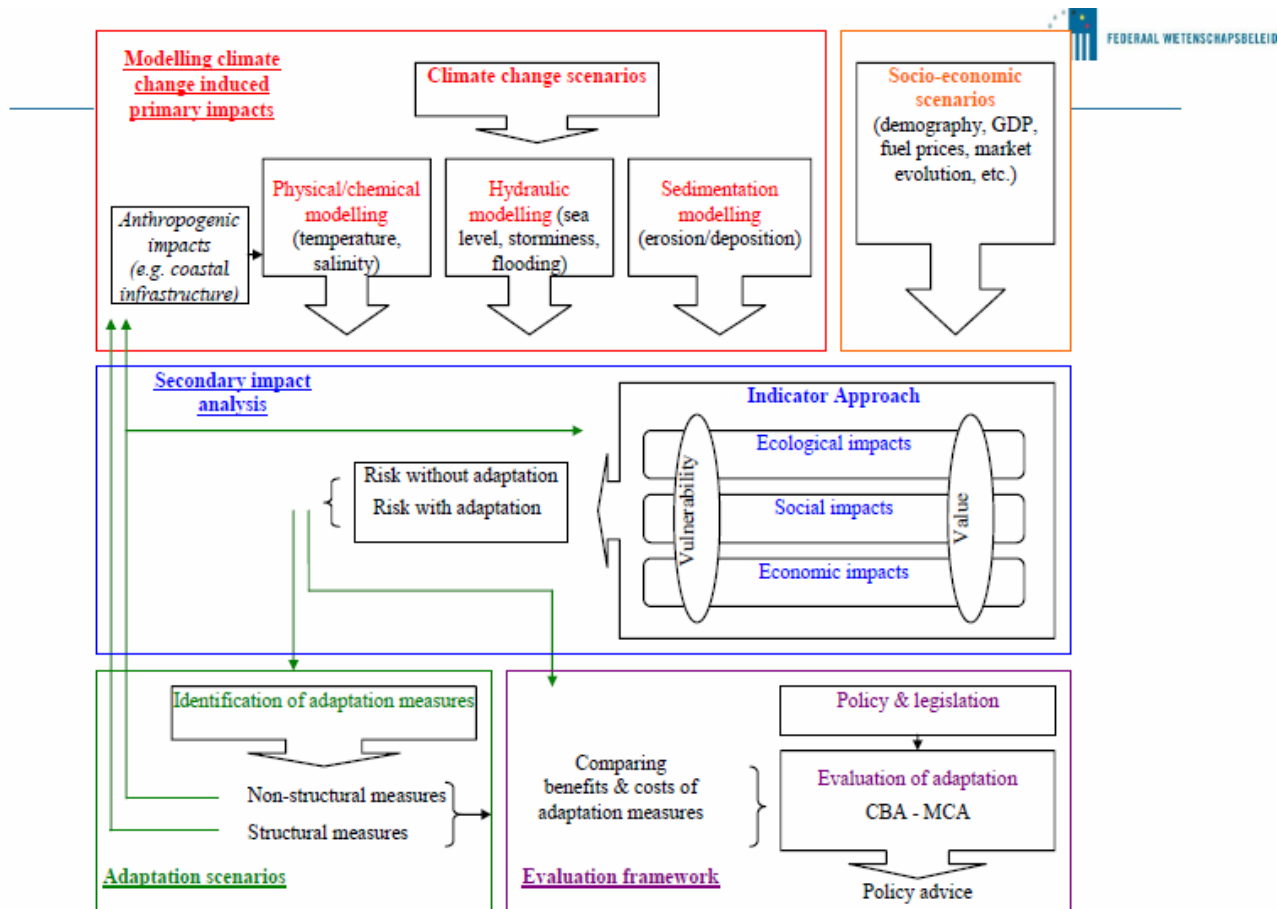 FEDERAAL WETENSCHAPSBELEID
Modelling climate
change induced
primary impacts
Climate change scenarios
Socio-economic
scenarios
(demography, GDP,
fuel prices, market
evolution, etc.)
Anthropogenic
impacts
(e.g. coastal
infrastructure)
Physical/chemical
modelling
(temperature,
salinity)
Hydraulic
modelling (sea
level, storminess,
flooding)
Sedimentation
modelling
(erosion/deposition)
Secondary impact
analysis
Indicator Approach
Risk without adaptation
Risk with adaptation
Vulnerability
Ecological impacts
Social impacts
Economic impacts
Value
Identification of adaptation measures
Non-structural measures
Structural measures
Adaptation scenarios
Policy & legislation
Comparing
benefits & costs of
adaptation measures
Evaluation of adaptation
CBA - MCA
Evaluation framework
Policy advice